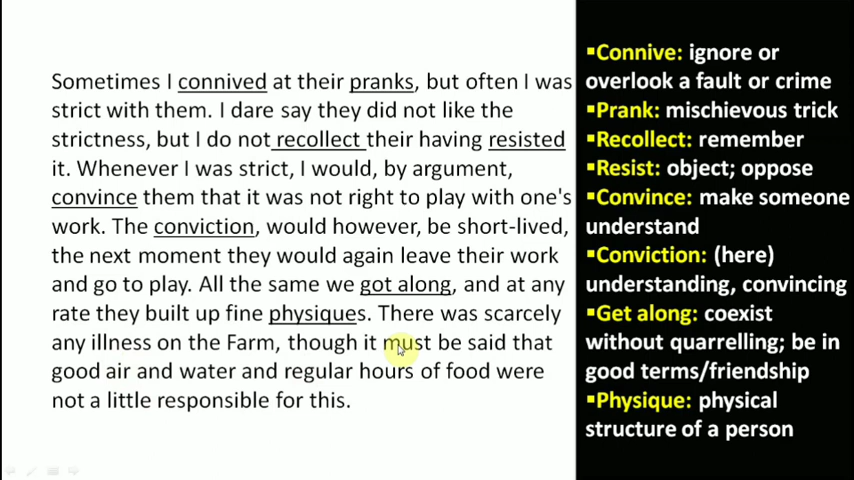 Sometimes I connived at their pranks, but often I was
strict with them. I dare say they did not like the
strictness, but I do not recollect their having resisted
it. Whenever I was strict, I would, by argument,
convince them that it was not right to play with one's
work. The conviction, would however, be short-lived,
the next moment they would again leave their work
and go to play. All the same we got along, and at any
rate they built up fine physiques. There was scarcely
any illness on the Farm, though it must be said that
good air and water and regular hours of food were
not a little responsible for this.
▪Connive: ignore or
overlook a fault or crime
▪Prank: mischievous trick
▪Recollect: remember
▪Resist: object; oppose
▪Convince: make someone
understand
▪Conviction: (here)
understanding, convincing
▪Get along: coexist
without quarrelling; be in
good terms/friendship
▪Physique: physical
structure of a person